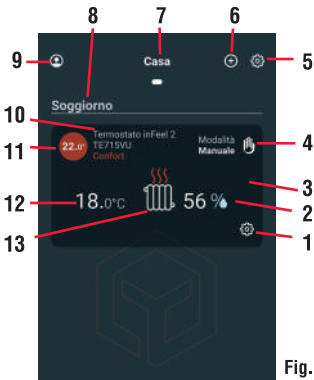 8 7 6
9 Casa 5
Soggiorno
10 Termostato inFeel 2
TE715VU
Confort
11 22.0°
Modalità
Manuale 4
3
12 18.0°C 56 % 2
13 1
Fig.